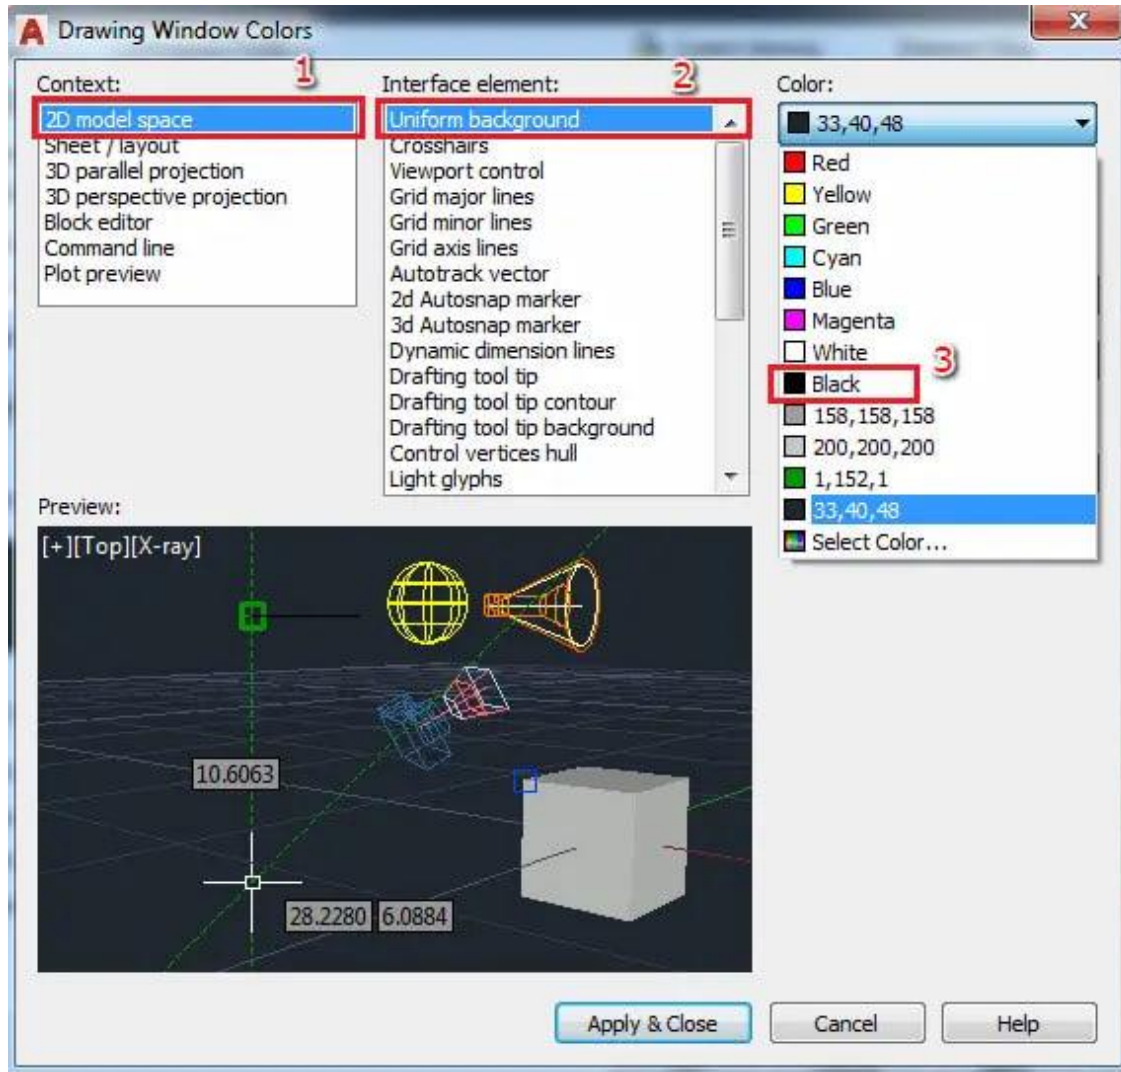 Drawing Window Colors
Context:
1
2D model space
Sheet / layout
3D parallel projection
3D perspective projection
Block editor
Command line
Plot preview
Interface element:
2
Uniform background
Crosshairs
Viewport control
Grid major lines
Grid minor lines
Grid axis lines
Autotrack vector
2d Autosnap marker
3d Autosnap marker
Dynamic dimension lines
Drafting tool tip
Drafting tool tip contour
Drafting tool tip background
Control vertices hull
Light glyphs
Color:
33,40,48
Red
Yellow
Green
Cyan
Blue
Magenta
White
3
Black
158,158,158
200,200,200
1,152,1
33,40,48
Select Color...
Preview:
[+][Top][X-ray]
10.6063
28.2280 6.0884
Apply & Close
Cancel
Help